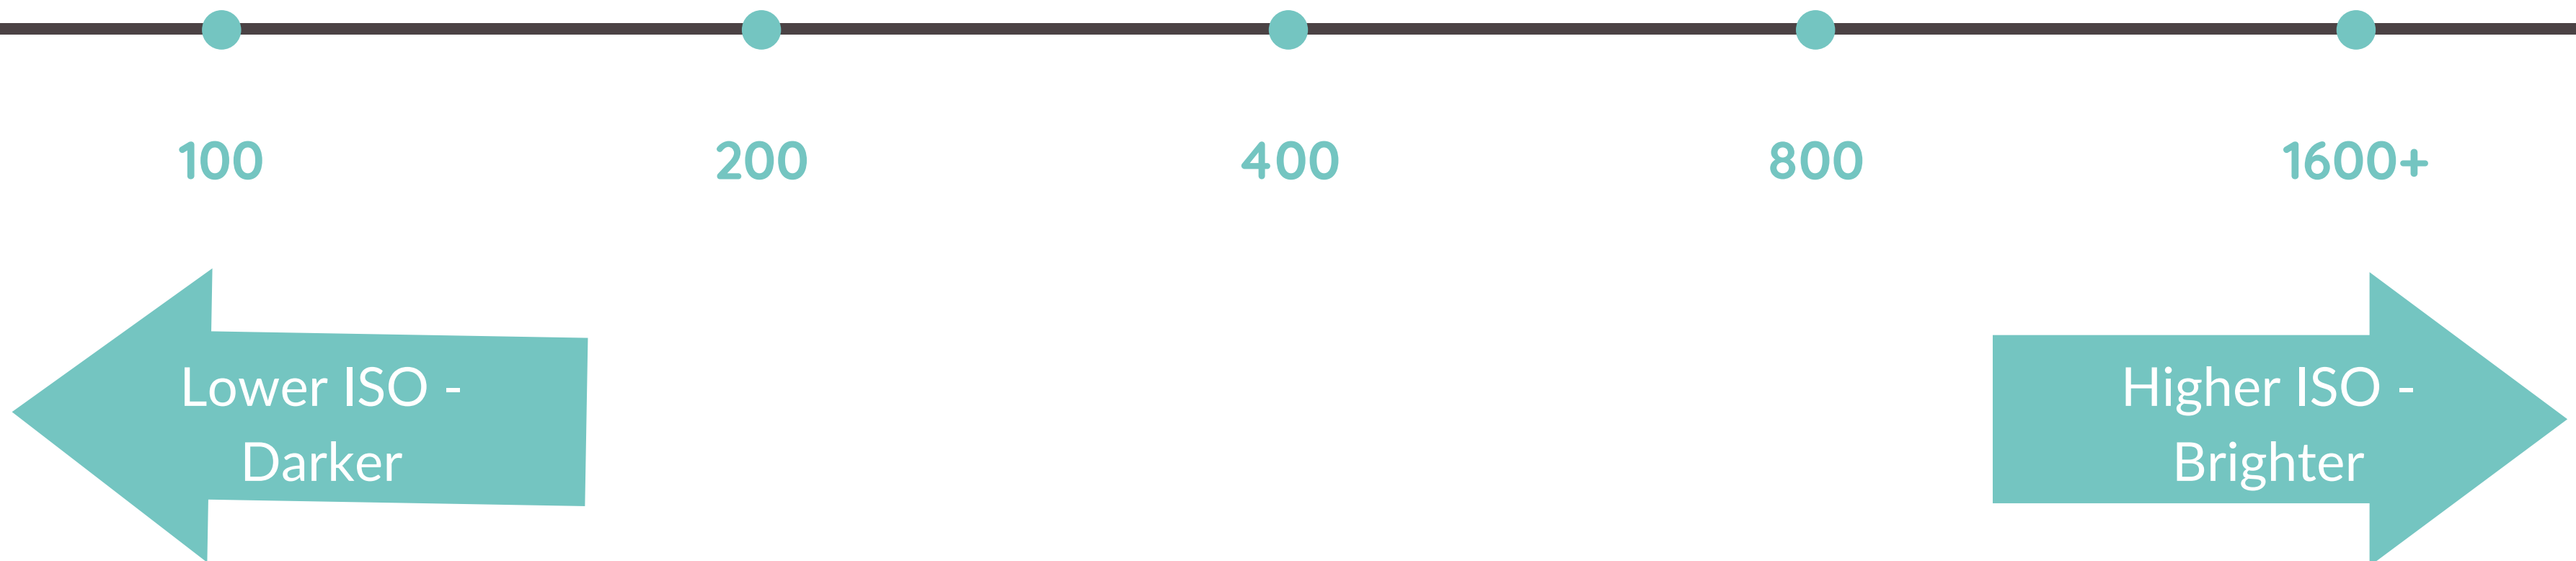 100
200
400
800
1600+
Lower ISO -
Darker
Higher ISO -
Brighter